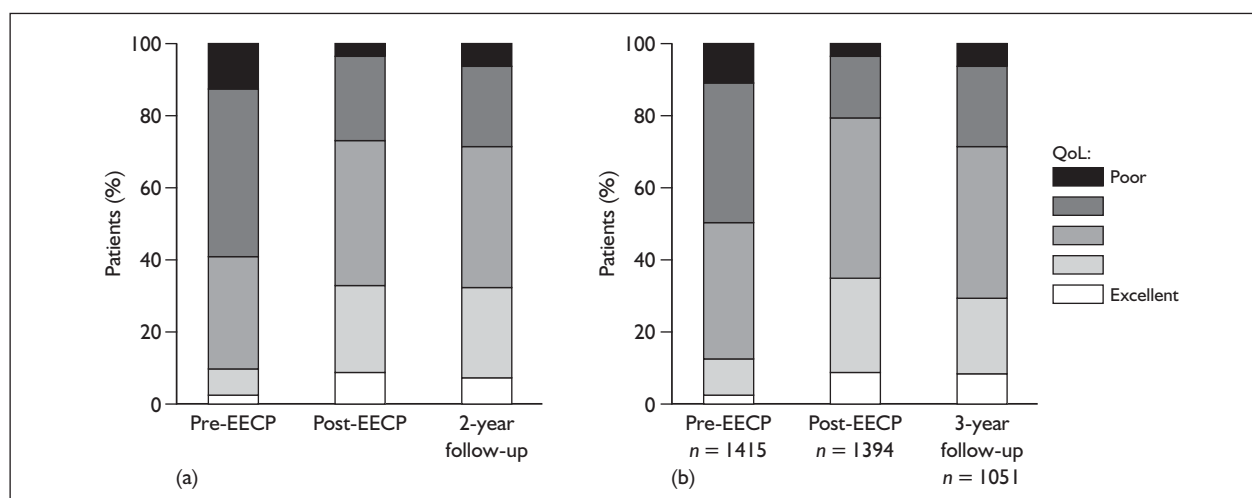 100
80
60
40
20
0
Patients (%)
Pre-EECP
Post-EECP
2-year
follow-up
(a)
100
80
60
40
20
0
Patients (%)
Pre-EECP
n = 1415
Post-EECP
n = 1394
3-year
follow-up
n = 1051
(b)
QoL:
Poor
Excellent